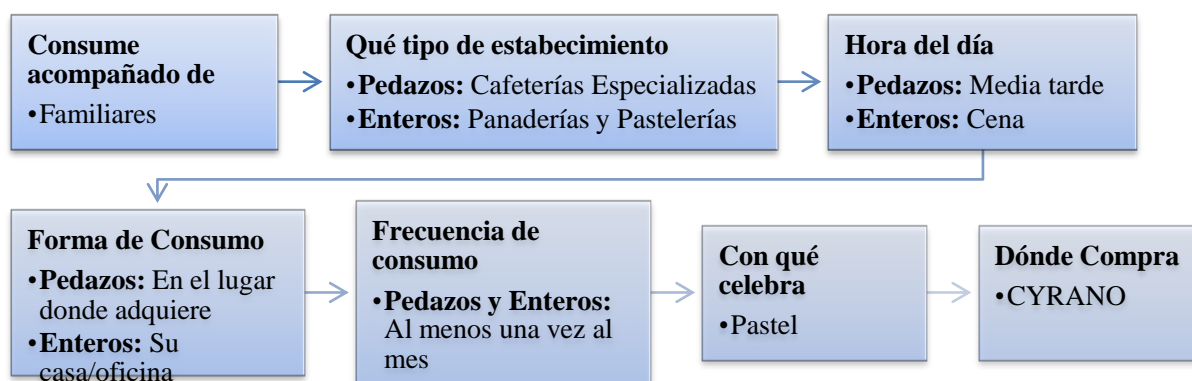 Consume
acompañado de
•Familiares
Qué tipo de estabecimiento
•Pedazos: Cafeterías Especializadas
•Enteros: Panaderías y Pastelerías
Hora del día
•Pedazos: Media tarde
•Enteros: Cena
Forma de Consumo
•Pedazos: En el lugar
donde adquiere
•Enteros: Su
casa/oficina
Frecuencia de
consumo
•Pedazos y Enteros:
Al menos una vez al
mes
Con qué
celebra
•Pastel
Dónde Compra
•CYRANO